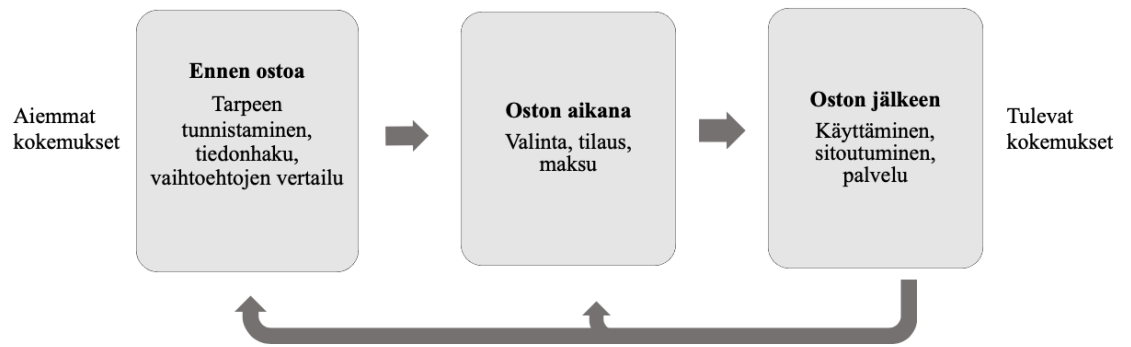 Aiemmat
kokemukset
Ennen ostoa
Tarpeen
tunnistaminen,
tiedonhaku,
vaihtoehtojen vertailu
Oston aikana
Valinta, tilaus,
maksu
Oston jälkeen
Käyttäminen,
sitoutuminen,
palvelu
Tulevat
kokemukset